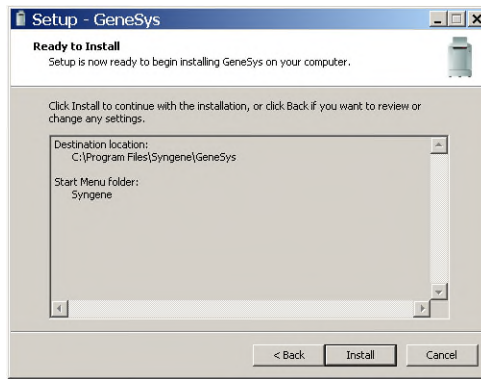 Setup - GeneSys
Ready to Install
Setup is now ready to begin installing GeneSys on your computer.
Click Install to continue with the installation, or click Back if you want to review or
change any settings.
Destination location:
C:\Program Files\Syngene\GeneSys
Start Menu folder:
Syngene
< Back
Install
Cancel